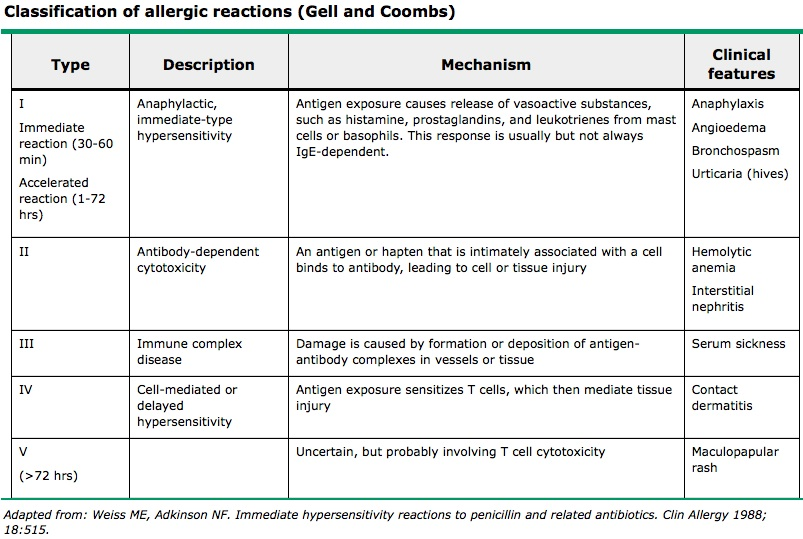 Classification of allergic reactions (Gell and Coombs)
Type
Description
Mechanism
Clinical
features
I
Immediate
reaction (30-60
min)
Accelerated
reaction (1-72
hrs)
Anaphylactic,
immediate-type
hypersensitivity
Antigen exposure causes release of vasoactive substances,
such as histamine, prostaglandins, and leukotrienes from mast
cells or basophils. This response is usually but not always
IgE-dependent.
Anaphylaxis
Angioedema
Bronchospasm
Urticaria (hives)
II
Antibody-dependent
cytotoxicity
An antigen or hapten that is intimately associated with a cell
binds to antibody, leading to cell or tissue injury
Hemolytic
anemia
Interstitial
nephritis
III
Immune complex
disease
Damage is caused by formation or deposition of antigen-
antibody complexes in vessels or tissue
Serum sickness
IV
Cell-mediated or
delayed
hypersensitivity
Antigen exposure sensitizes T cells, which then mediate tissue
injury
Contact
dermatitis
V
(>72 hrs)
Uncertain, but probably involving T cell cytotoxicity
Maculopapular
rash
Adapted from: Weiss ME, Adkinson NF. Immediate hypersensitivity reactions to penicillin and related antibiotics. Clin Allergy 1988;
18:515.